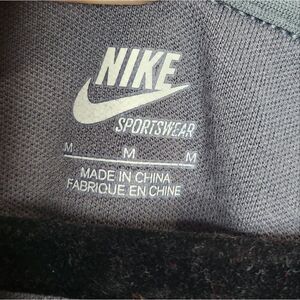 NIKE
SPORTSWEAR
M M M
MADE IN CHINA
FABRIQUE EN CHINE